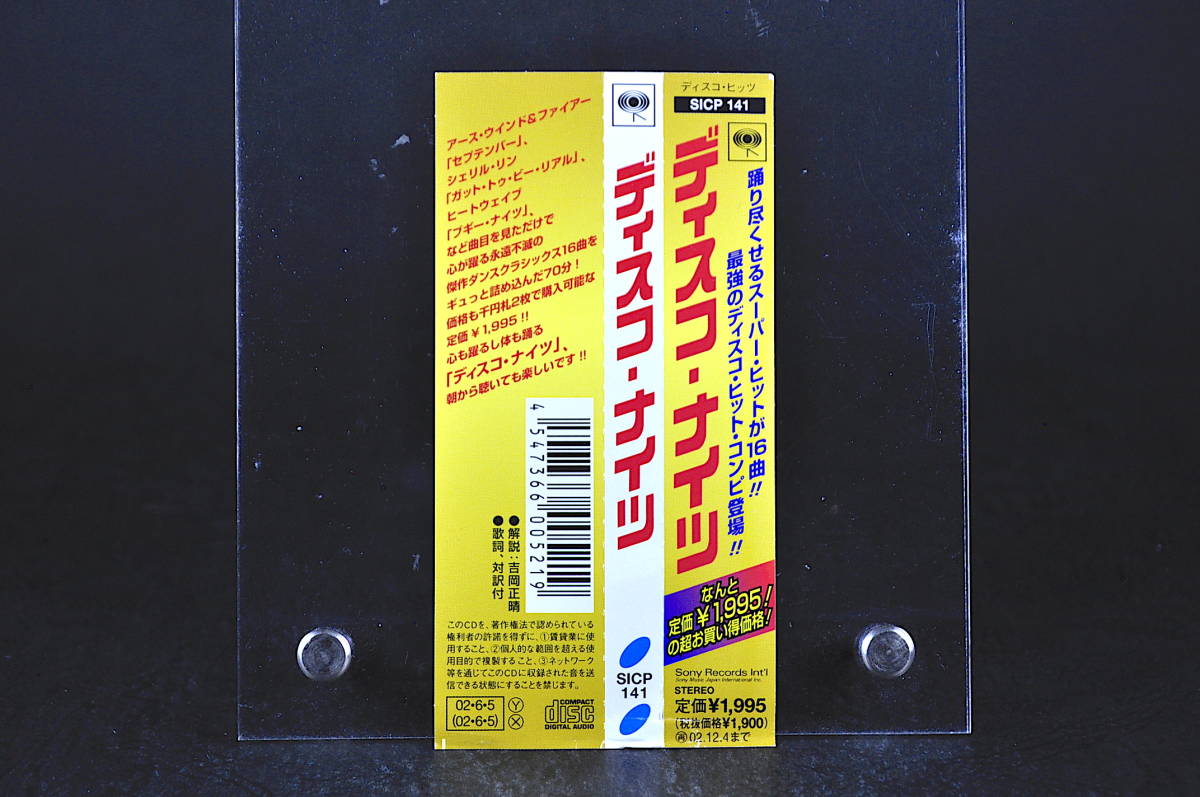 アース・ウインド&ファイアー
「セプテンバー」、
シェリル・リン
「ガット・トゥ・ビー・リアル」、
ヒートウェイブ
「ブギー・ナイツ」、
など曲目を見ただけで
心が躍る永遠不滅の
傑作ダンスクラシックス16曲を
ギュっと詰め込んだ70分!
価格も千円札2枚で購入可能な
定価¥1,995!!
心も躍るし体も踊る
「ディスコ・ナイツ」、
朝から聴いても楽しいです!!
4547366005219
●解説:吉岡正晴
●歌詞、対訳付
このCDを、著作権法で認められている
権利者の許諾を得ずに、①賃貸業に使
用すること、②個人的な範囲を超える使
用目的で複製すること、③ネットワーク
等を通じてこのCDに収録された音を送
信できる状態にすることを禁じます。
02・6・5 Ⓨ
(02・6・5) Ⓧ
COMPACT
disc
DIGITAL AUDIO
ディスコ・ナイツ
SICP
141
ディスコ・ヒッツ
SICP 141
ディスコ・ナイツ
踊り尽くせるスーパー・ヒットが16曲!!
最強のディスコ・ヒット・コンピ登場!!
なんと
定価¥1,995!
の超お買い得価格!
Sony Records Int'l
Sony Music Japan International Inc.
STEREO
定価¥1,995
(税抜価格¥1,900)
㊣02.12.4まで